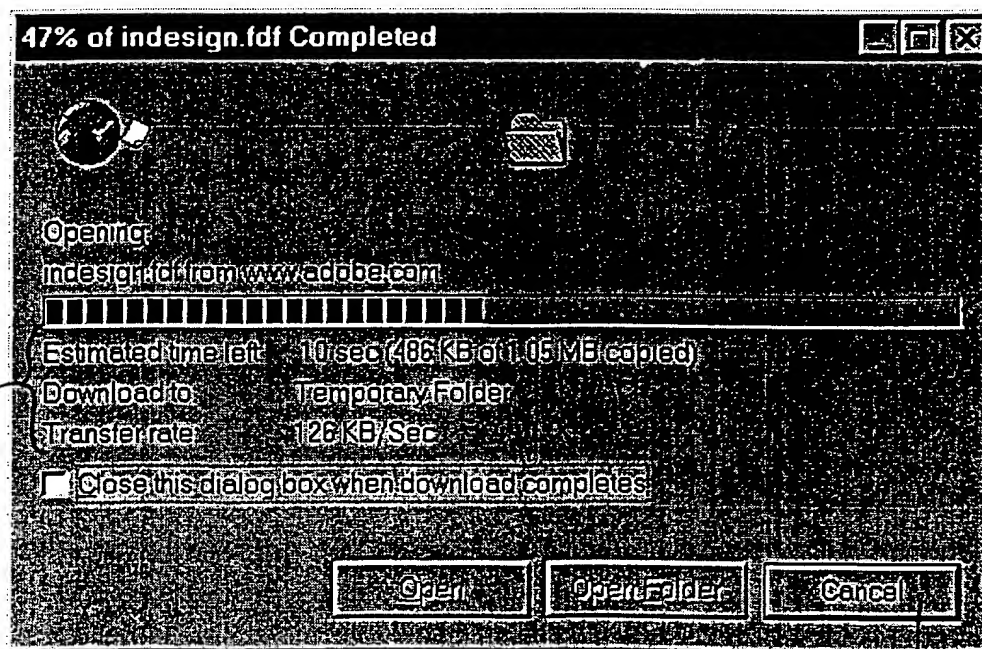 47% of indesign.fdf Completed
Opening:
indesign.fdf from www.adobe.com
Estimated time left: 10 sec (486 KB of 1.05 MB copied)
Download to: Temporary Folder
Transfer rate: 126 KB/Sec
Close this dialog box when download completes
Open Open Folder Cancel